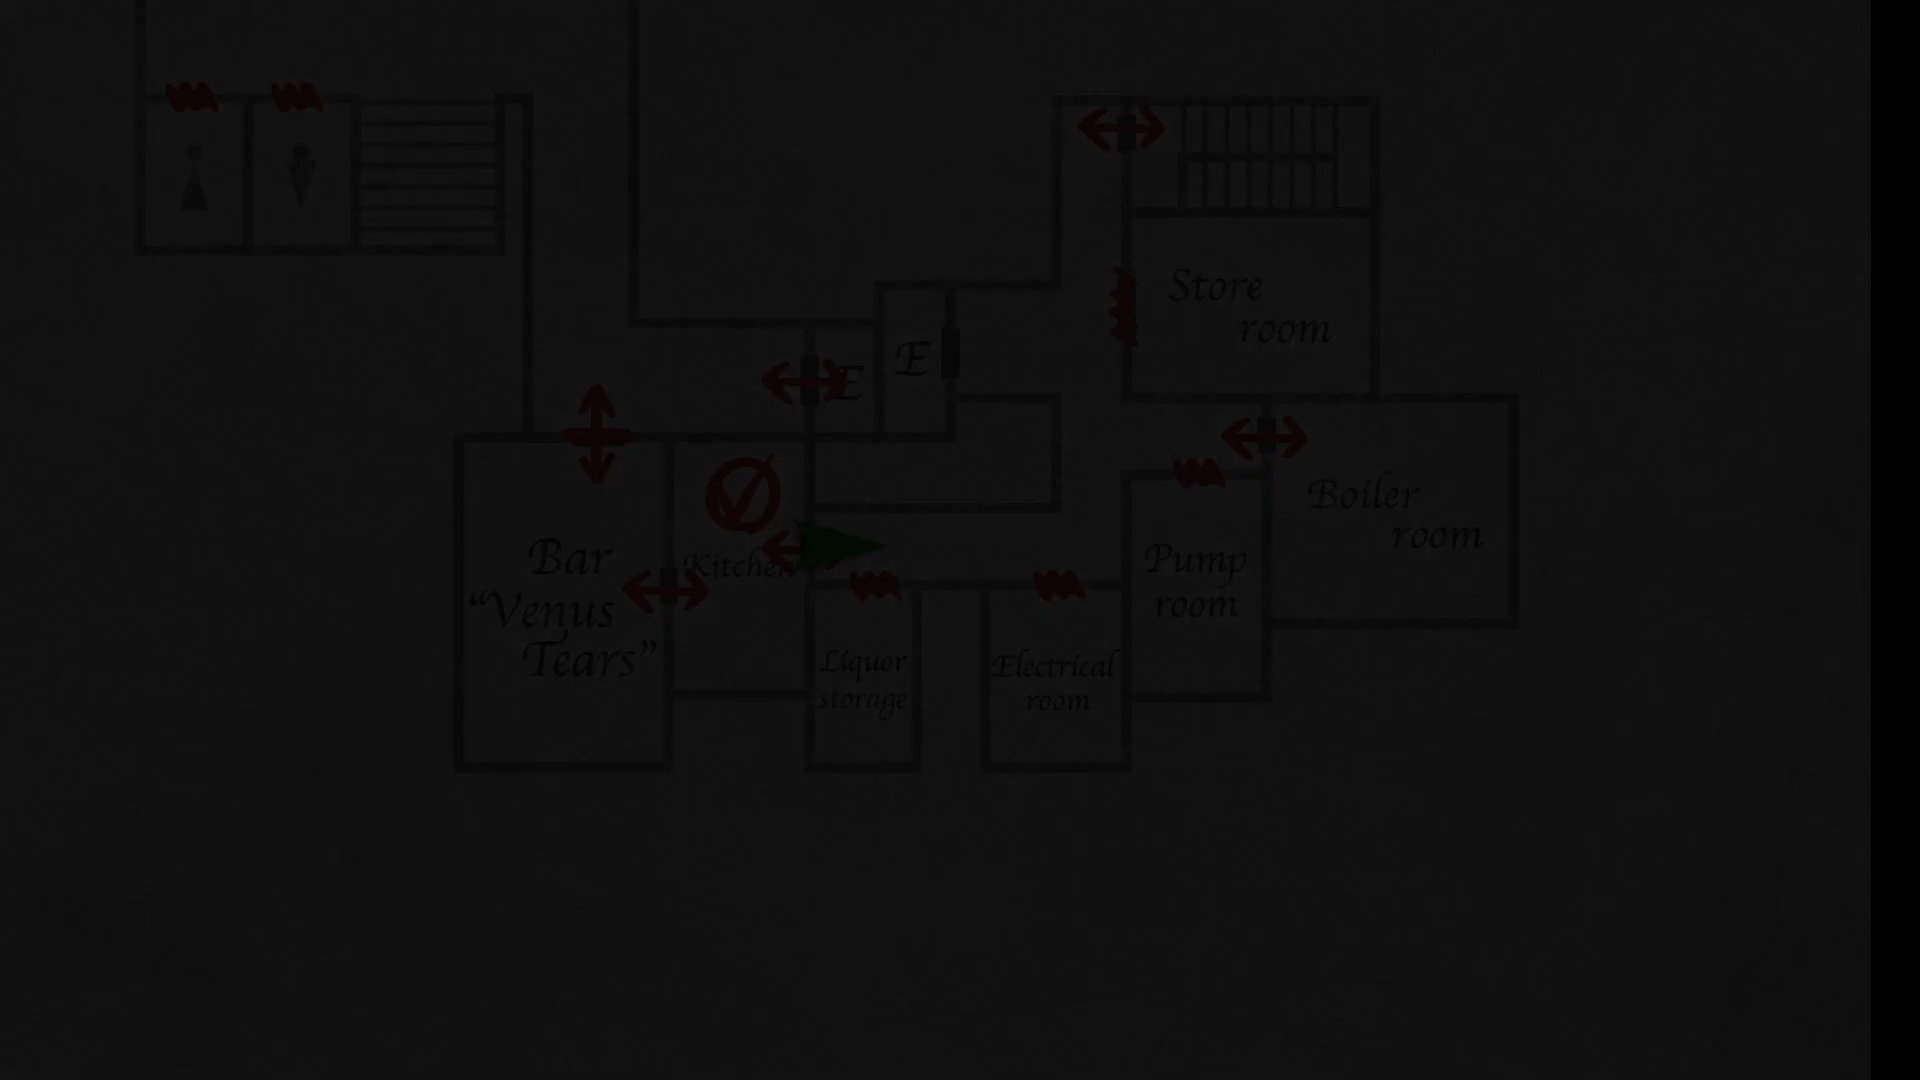 Store
room
E
E
Boiler
room
Bar
“Venus
Tears”
Kitchen
Pump
room
Liquor
storage
Electrical
room